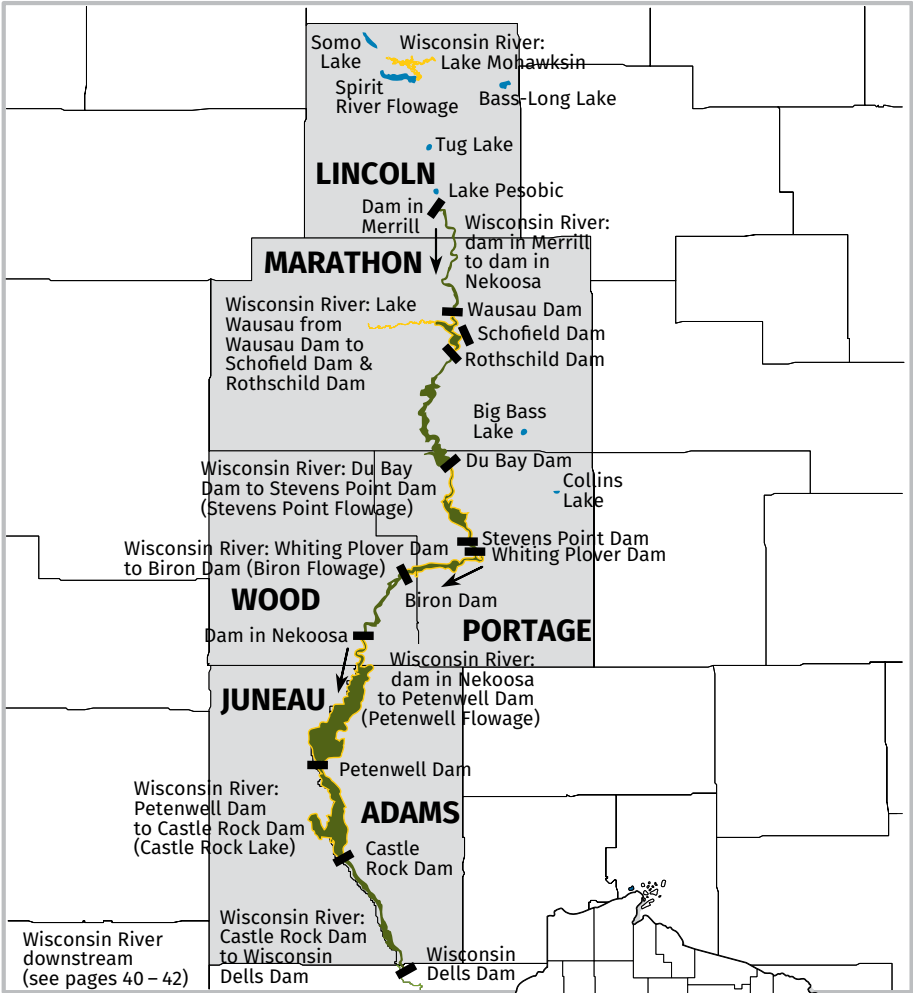 Somo
Lake
Wisconsin River:
Lake Mohawksin
Spirit
River Flowage
Bass-Long Lake
Tug Lake
LINCOLN
Lake Pesobic
Dam in
Merrill
Wisconsin River:
dam in Merrill
to dam in
Nekoosa
MARATHON
Wisconsin River: Lake
Wausau from
Wausau Dam to
Schofield Dam &
Rothschild Dam
Wausau Dam
Schofield Dam
Rothschild Dam
Big Bass
Lake
Du Bay Dam
Wisconsin River: Du Bay
Dam to Stevens Point Dam
(Stevens Point Flowage)
Collins
Lake
Stevens Point Dam
Whiting Plover Dam
Wisconsin River: Whiting Plover Dam
to Biron Dam (Biron Flowage)
WOOD
Biron Dam
PORTAGE
Dam in Nekoosa
Wisconsin River:
dam in Nekoosa
to Petenwell Dam
(Petenwell Flowage)
JUNEAU
Petenwell Dam
Wisconsin River:
Petenwell Dam
to Castle Rock Dam
(Castle Rock Lake)
ADAMS
Castle
Rock Dam
Wisconsin River:
Castle Rock Dam
to Wisconsin
Dells Dam
Wisconsin
Dells Dam
Wisconsin River
downstream
(see pages 40 – 42)